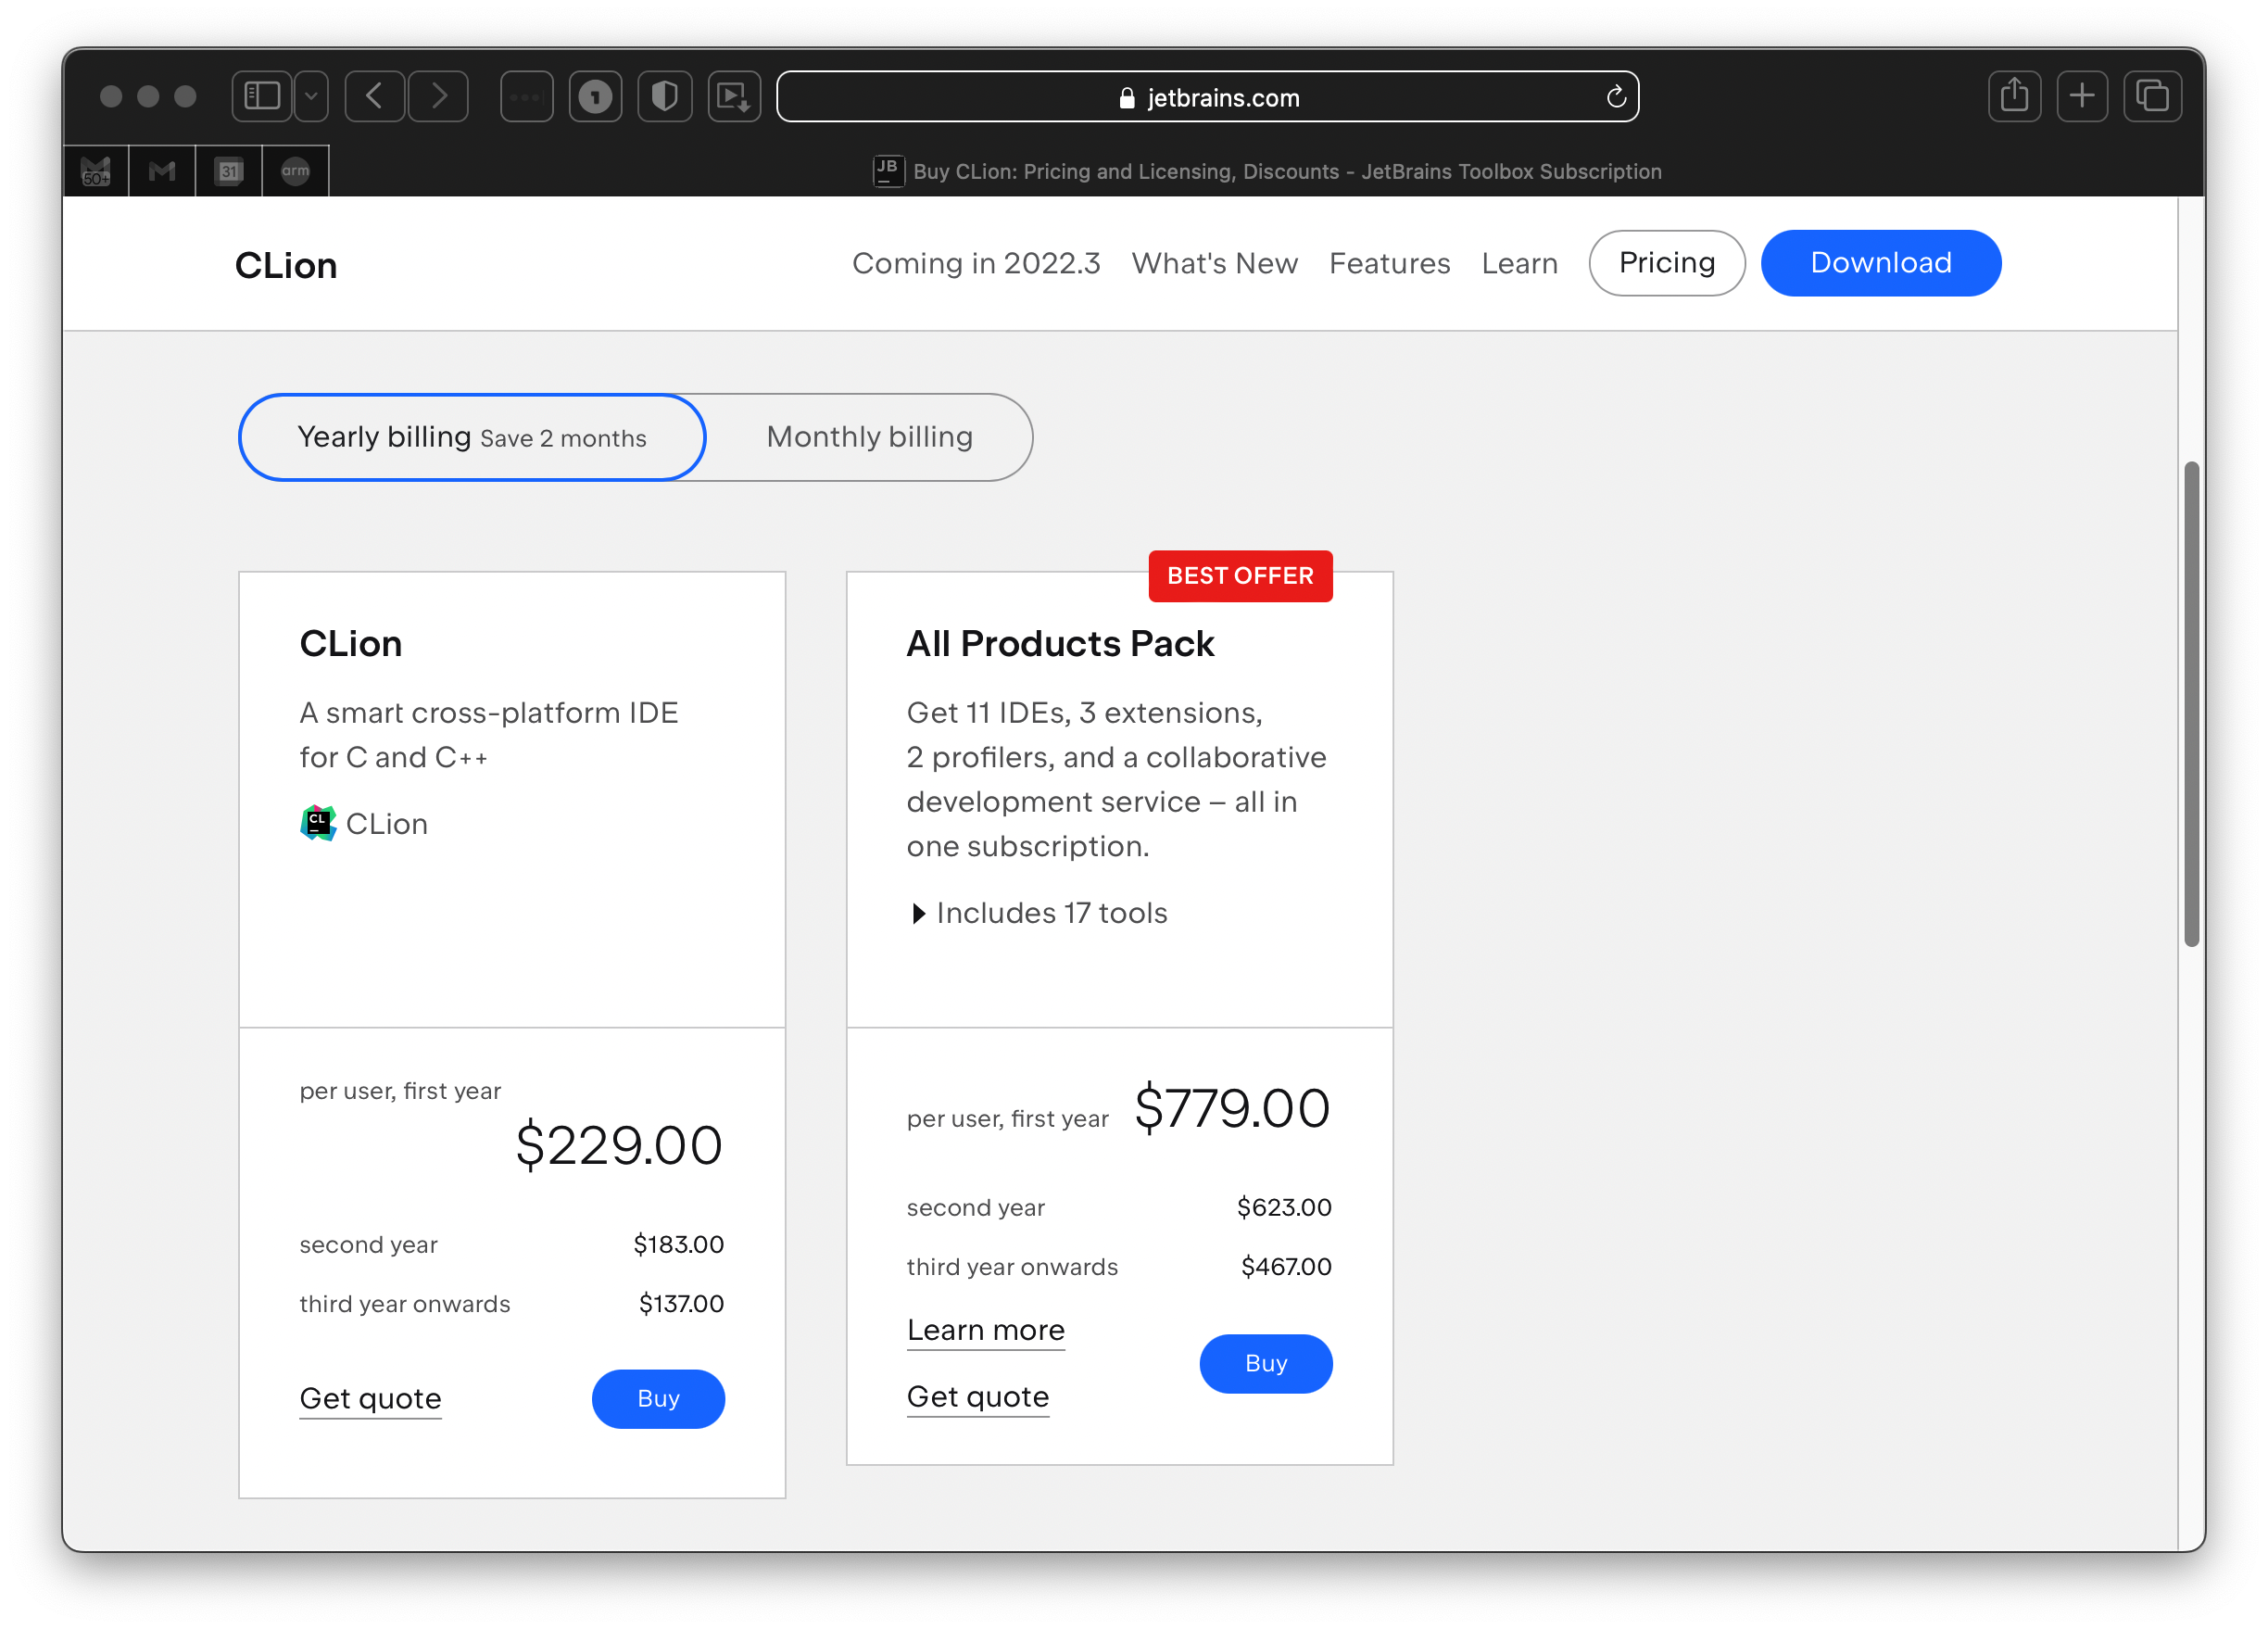 jetbrains.com
50+
31
arm
JB
Buy CLion: Pricing and Licensing, Discounts - JetBrains Toolbox Subscription
CLion
Coming in 2022.3 What's New Features Learn Pricing Download
Yearly billing Save 2 months Monthly billing
CLion
A smart cross-platform IDE
for C and C++
CL
CLion
per user, first year
$229.00
second year $183.00
third year onwards $137.00
Get quote Buy
BEST OFFER
All Products Pack
Get 11 IDEs, 3 extensions,
2 profilers, and a collaborative
development service – all in
one subscription.
Includes 17 tools
per user, first year $779.00
second year $623.00
third year onwards $467.00
Learn more
Buy
Get quote